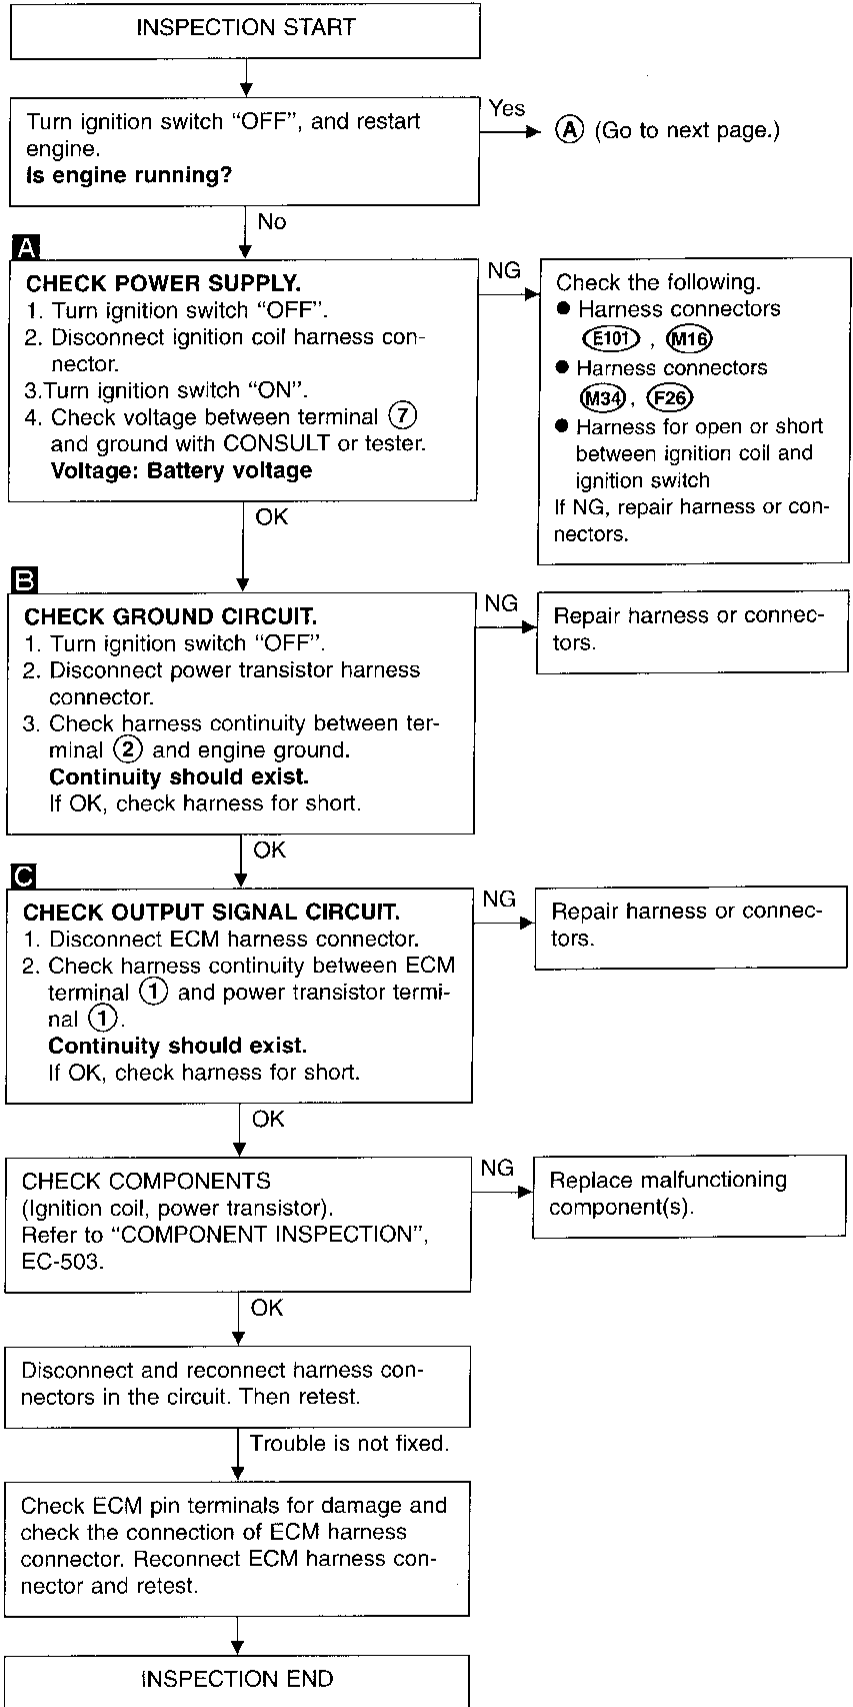 INSPECTION START
Turn ignition switch “OFF”, and restart
engine.
Is engine running?
Yes
A (Go to next page.)
No
A
CHECK POWER SUPPLY.
1. Turn ignition switch “OFF”.
2. Disconnect ignition coil harness con-
nector.
3.Turn ignition switch “ON”.
4. Check voltage between terminal 7
and ground with CONSULT or tester.
Voltage: Battery voltage
NG
Check the following.
● Harness connectors
E101 , M16
● Harness connectors
M34 , F26
● Harness for open or short
between ignition coil and
ignition switch
If NG, repair harness or con-
nectors.
OK
B
CHECK GROUND CIRCUIT.
1. Turn ignition switch “OFF”.
2. Disconnect power transistor harness
connector.
3. Check harness continuity between ter-
minal 2 and engine ground.
Continuity should exist.
If OK, check harness for short.
NG
Repair harness or connec-
tors.
OK
C
CHECK OUTPUT SIGNAL CIRCUIT.
1. Disconnect ECM harness connector.
2. Check harness continuity between ECM
terminal 1 and power transistor termi-
nal 1.
Continuity should exist.
If OK, check harness for short.
NG
Repair harness or connec-
tors.
OK
CHECK COMPONENTS
(Ignition coil, power transistor).
Refer to “COMPONENT INSPECTION”,
EC-503.
NG
Replace malfunctioning
component(s).
OK
Disconnect and reconnect harness con-
nectors in the circuit. Then retest.
Trouble is not fixed.
Check ECM pin terminals for damage and
check the connection of ECM harness
connector. Reconnect ECM harness con-
nector and retest.
INSPECTION END